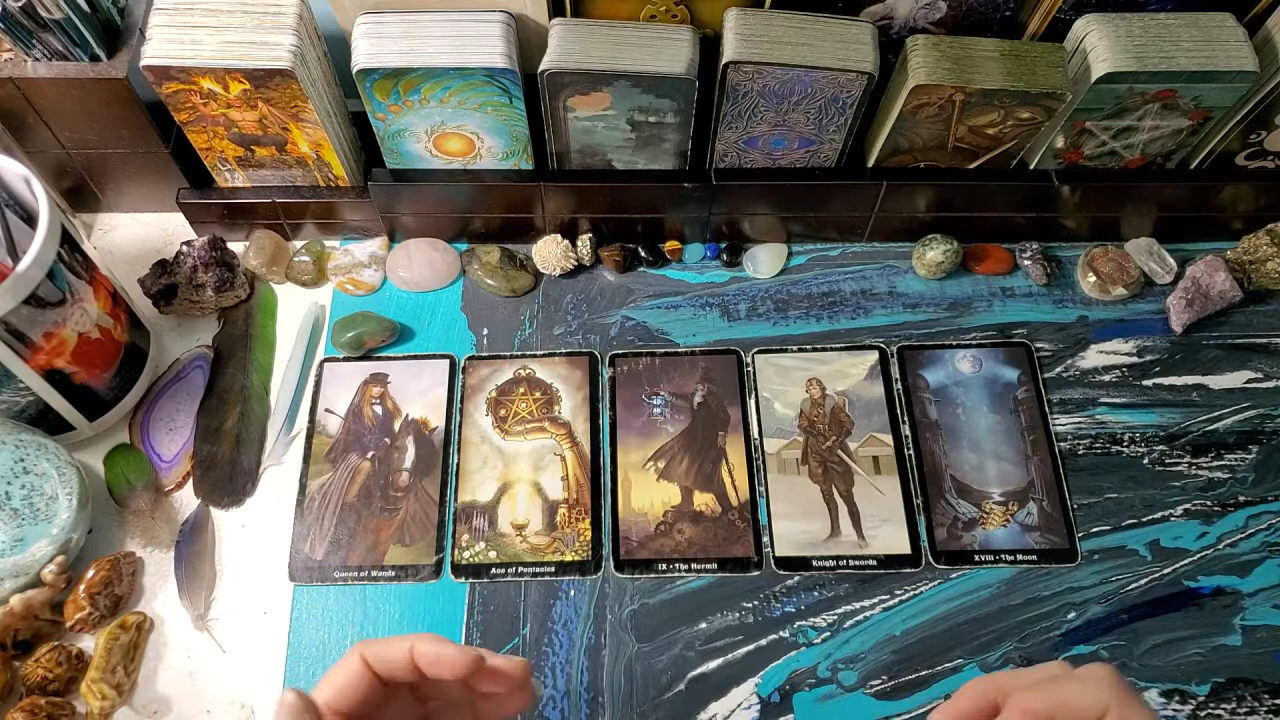 Queen of Wands
Ace of Pentacles
IX • The Hermit
Knight of Swords
XVIII • The Moon